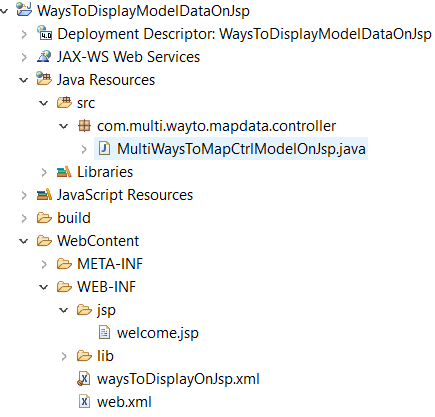 WaysToDisplayModelDataOnJsp
Deployment Descriptor: WaysToDisplayModelDataOnJsp
JAX-WS Web Services
Java Resources
src
com.multi.wayto.mapdata.controller
MultiWaysToMapCtrlModelOnJsp.java
Libraries
JavaScript Resources
build
WebContent
META-INF
WEB-INF
jsp
welcome.jsp
lib
waysToDisplayOnJsp.xml
web.xml